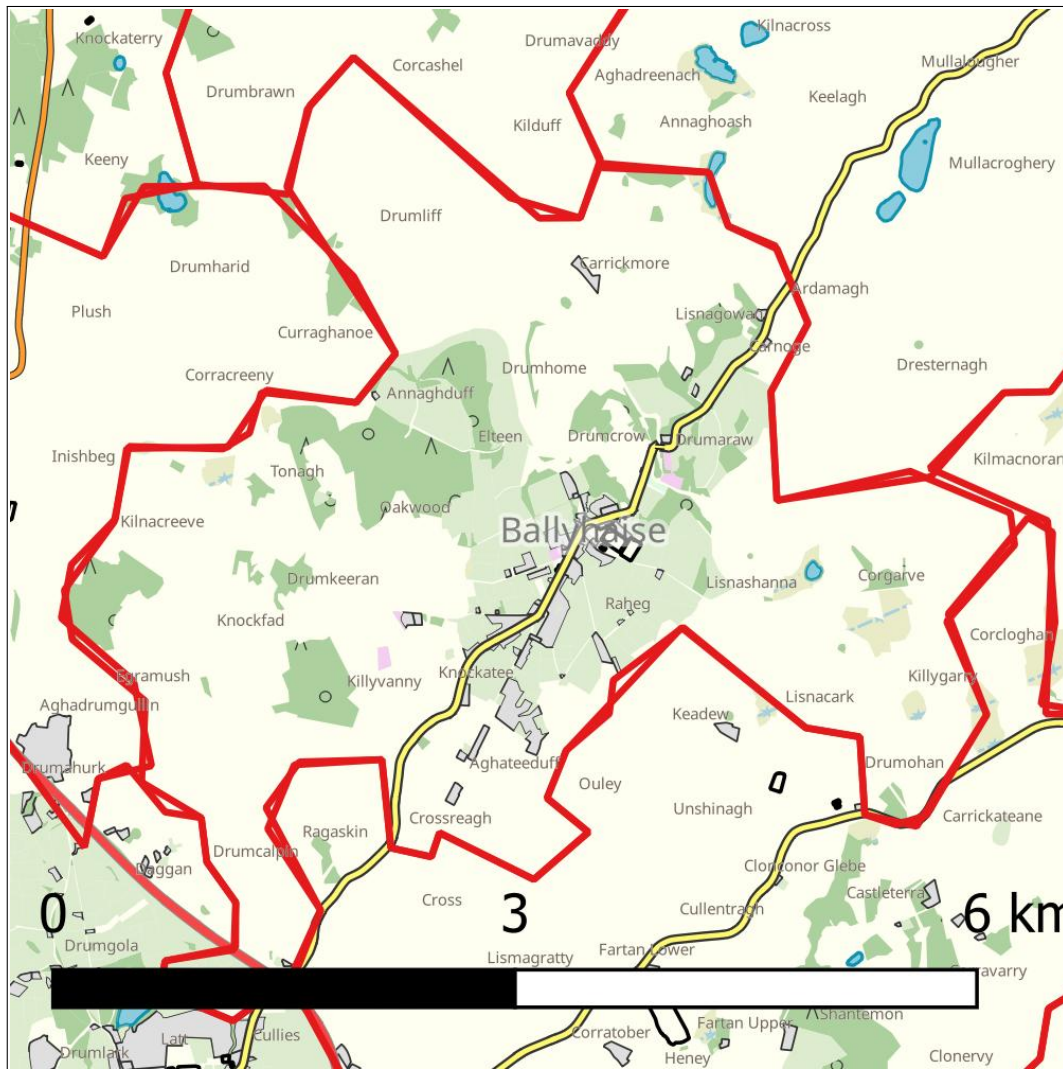 Kilnacross
Knockaterry
Drumavaddy
Corcashel
Mullalougher
Aghadreenach
Drumbrawn
Keelagh
Annaghoash
Kilduff
Keeny
Mullacroghery
Drumliff
Drumharid
Carrickmore
Ardamagh
Plush
Lisnagowan
Curraghanoe
Carnoge
Drumhome
Dresternagh
Corracreeny
Annaghduff
Elteen
Drumcrow
Drumaraw
Inishbeg
Kilmacnoran
Tonagh
Oakwood
Kilnacreeve
Ballyhaise
Drumkeeran
Lisnashanna
Corgarve
Raheg
Knockfad
Corcloghan
Knockatee
Egramush
Killyvanny
Killygarry
Lisnacark
Aghadrumgullin
Keadew
Drumahurk
Aghateeduff
Drumohan
Ouley
Unshinagh
Crossreagh
Carrickateane
Ragaskin
Drumcalpin
Daggan
Clonconor Glebe
Castleterra
Cross
Cullentragh
0 3 6 km
Drumgola
Fartan Lower
Lismagratty
Shantemon
Fartan Upper
Corratober
Cullies
Latt
Drumlark
Heney
Clonervy